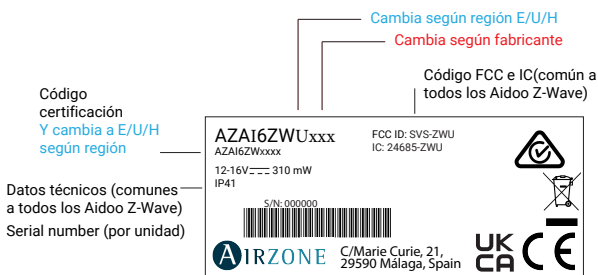 Cambia según región E/U/H
Cambia según fabricante
Código FCC e IC(común a
todos los Aidoo Z-Wave)
Código
certificación
Y cambia a E/U/H
según región
Datos técnicos (comunes
a todos los Aidoo Z-Wave)
Serial number (por unidad)
AZAI6ZWUxxx
AZAI6ZWxxxx
12-16V 310 mW
IP41
FCC ID: SVS-ZWU
IC: 24685-ZWU
S/N: 000000
AIRZONE
C/Marie Curie, 21,
29590 Málaga, Spain
UK
CA
CE